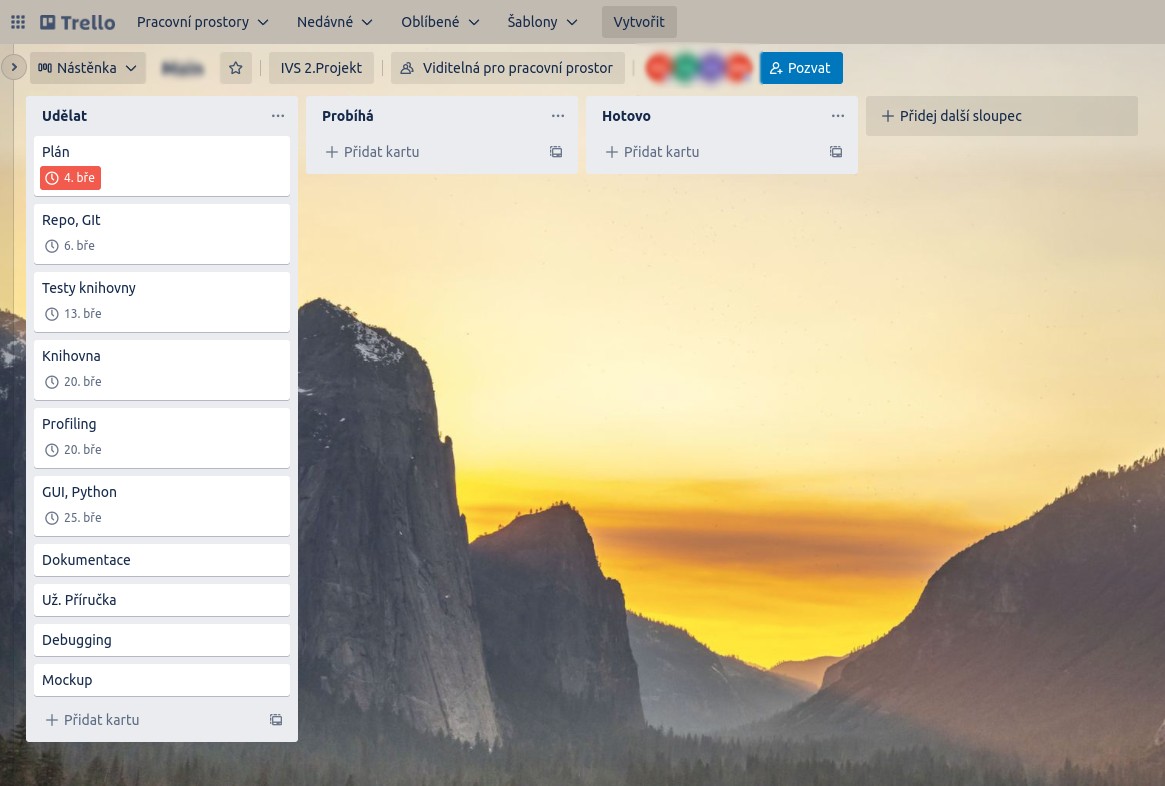 Trello Pracovní prostory Nedávné Oblíbené Šablony Vytvořit
Nástěnka IVS 2.Projekt Viditelná pro pracovní prostor Pozvat
Udělat
Plán
4. bře
Repo, GIt
6. bře
Testy knihovny
13. bře
Knihovna
20. bře
Profiling
20. bře
GUI, Python
25. bře
Dokumentace
Už. Příručka
Debugging
Mockup
Přidat kartu
Probíhá
Přidat kartu
Hotovo
Přidat kartu
Přidej další sloupec